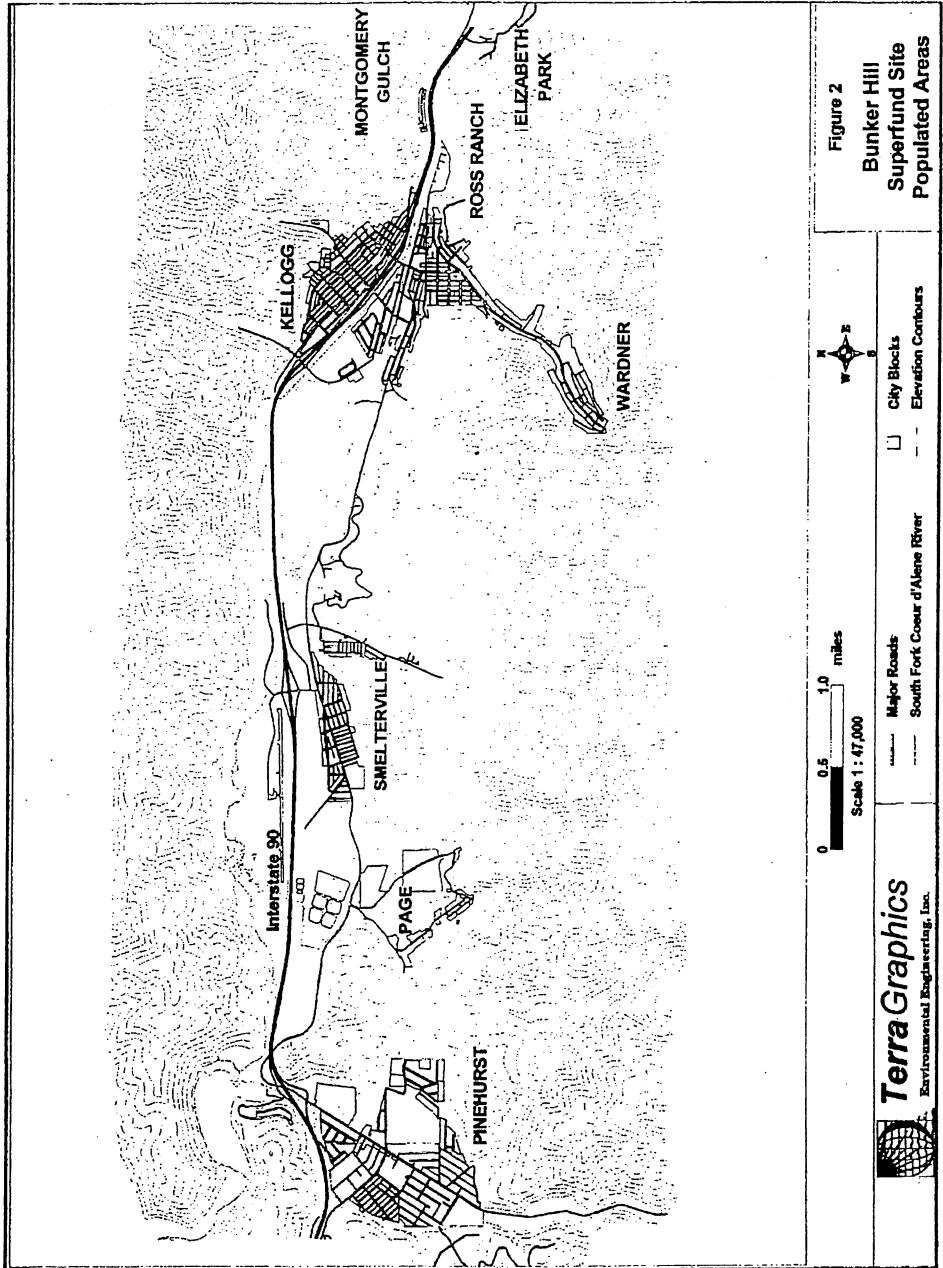 MONTGOMERY
GULCH
KELLOGG
ELIZABETH
PARK
ROSS RANCH
WARDNER
Interstate 90
SMELTERVILLE
PAGE
PINEHURST
TerraGraphics
Environmental Engineering, Inc.
0 0.5 1.0 miles
Scale 1 : 47,000
N
W E
S
Major Roads
City Blocks
South Fork Coeur d'Alene River
Elevation Contours
Figure 2
Bunker Hill
Superfund Site
Populated Areas